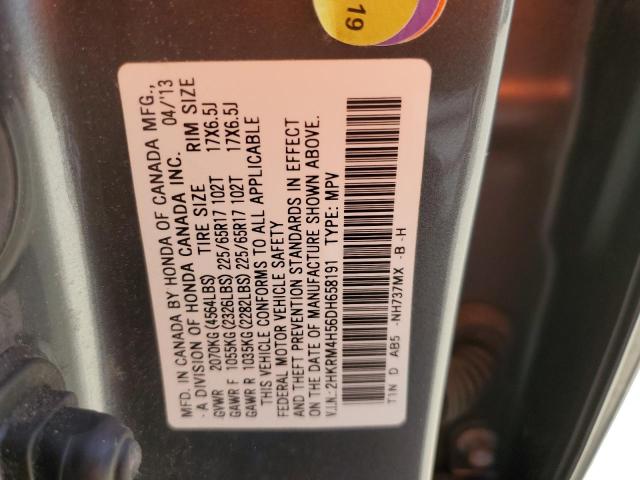 19
MFD. IN CANADA BY HONDA OF CANADA MFG.,
- A DIVISION OF HONDA CANADA INC. 04/'13
GVWR 2070KG(4564LBS) TIRE SIZE RIM SIZE
GAWR F 1055KG(2326LBS) 225/65R17 102T 17X6.5J
GAWR R 1035KG(2282LBS) 225/65R17 102T 17X6.5J
THIS VEHICLE CONFORMS TO ALL APPLICABLE
FEDERAL MOTOR VEHICLE SAFETY
AND THEFT PREVENTION STANDARDS IN EFFECT
ON THE DATE OF MANUFACTURE SHOWN ABOVE.
V.I.N.: 2HKRM4H56DH658191 TYPE: MPV
T1N D AB5 -NH737MX -B -H